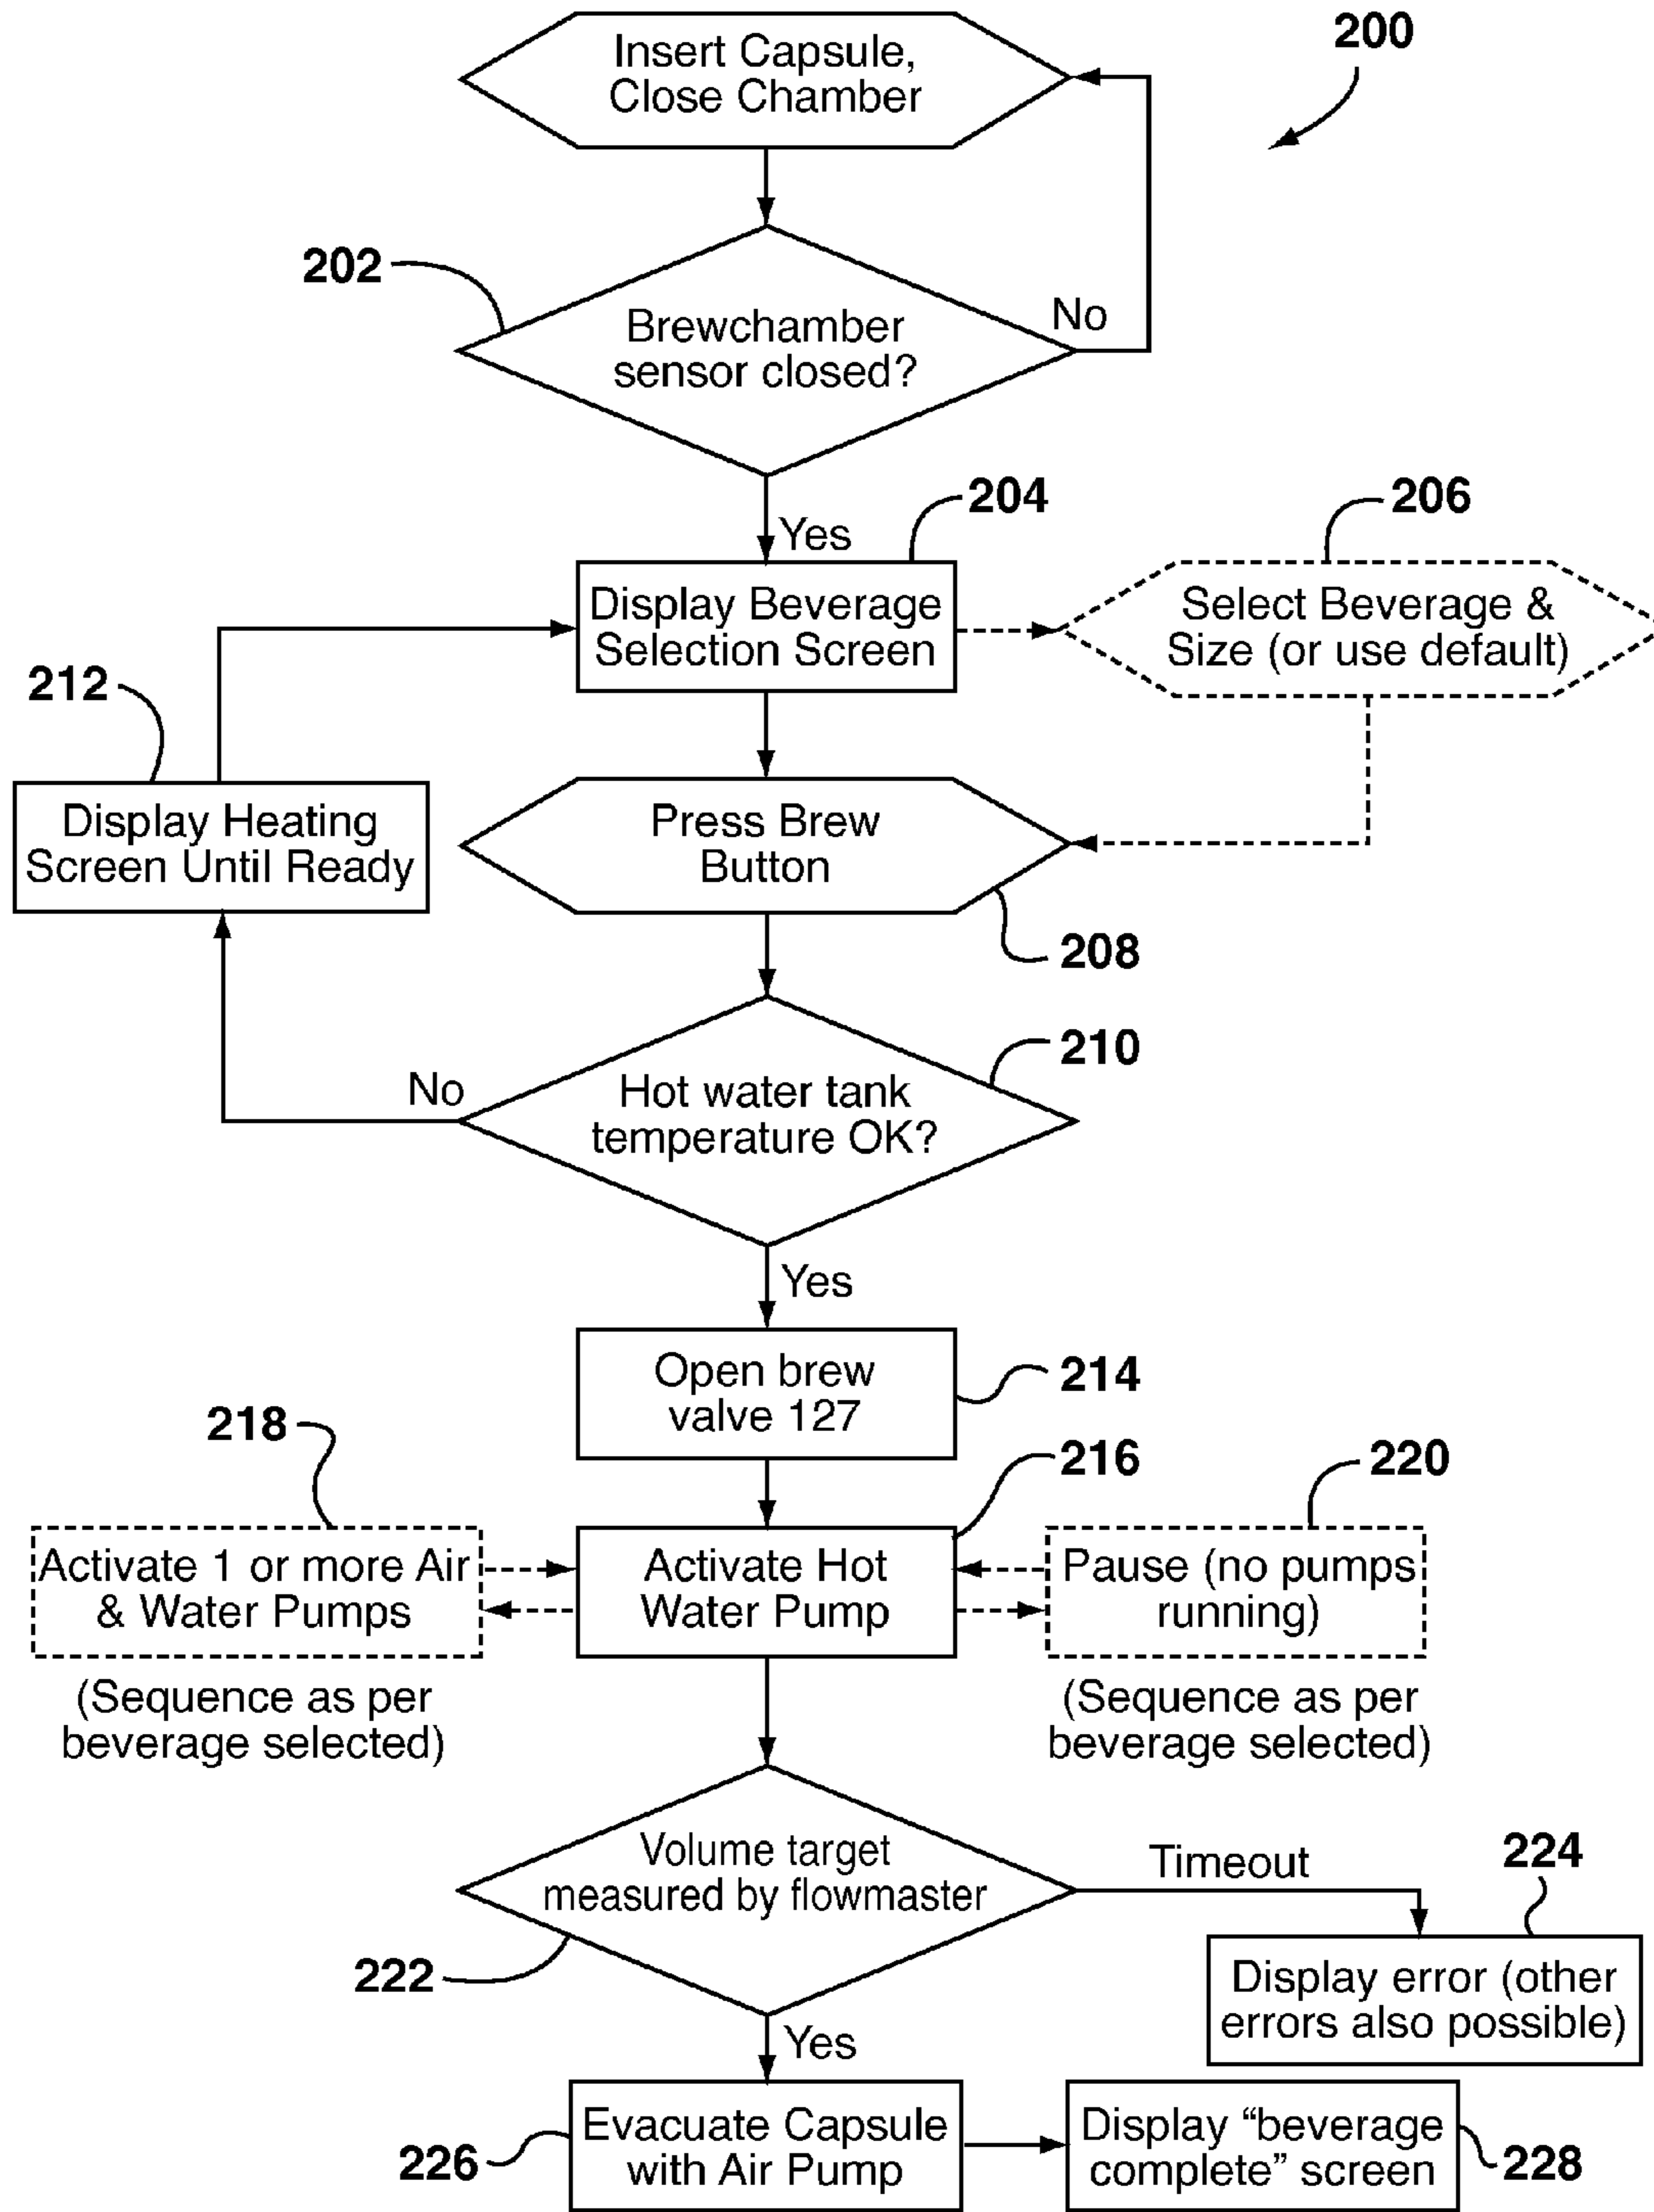 200
Insert Capsule,
Close Chamber
202
Brewchamber
sensor closed?
No
Yes
204
206
Display Beverage
Selection Screen
Select Beverage &
Size (or use default)
212
Display Heating
Screen Until Ready
Press Brew
Button
208
210
No
Hot water tank
temperature OK?
Yes
Open brew
valve 127
214
218
216
220
Activate 1 or more Air
& Water Pumps
Activate Hot
Water Pump
Pause (no pumps
running)
(Sequence as per
beverage selected)
(Sequence as per
beverage selected)
Volume target
measured by flowmaster
Timeout
224
222
Display error (other
errors also possible)
Yes
Evacuate Capsule
with Air Pump
226
Display “beverage
complete” screen
228